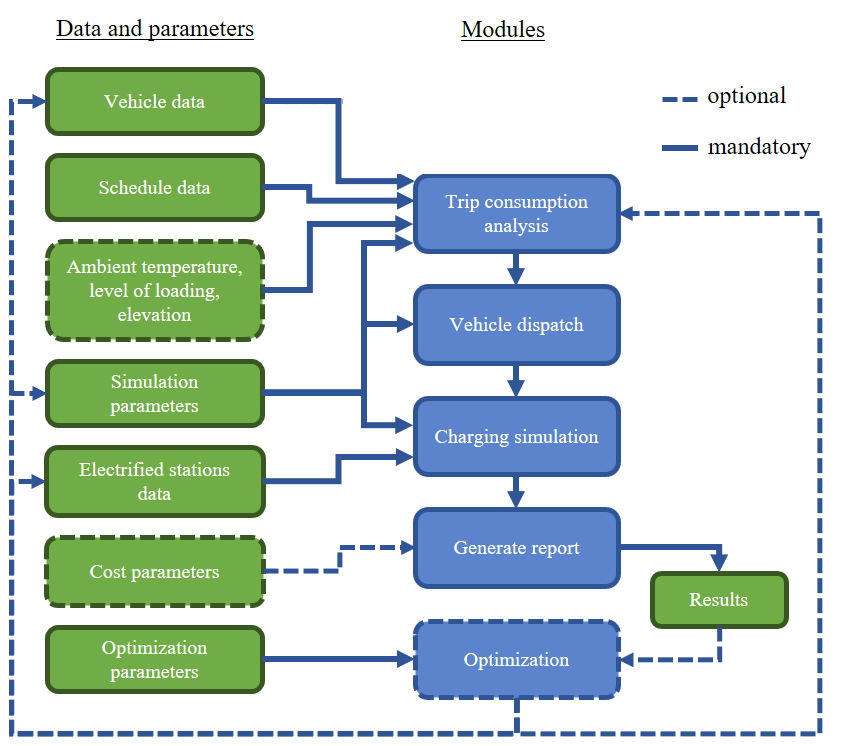 Data and parameters
Modules
optional
mandatory
Vehicle data
Schedule data
Ambient temperature,
level of loading,
elevation
Simulation
parameters
Electrified stations
data
Cost parameters
Optimization
parameters
Trip consumption
analysis
Vehicle dispatch
Charging simulation
Generate report
Results
Optimization